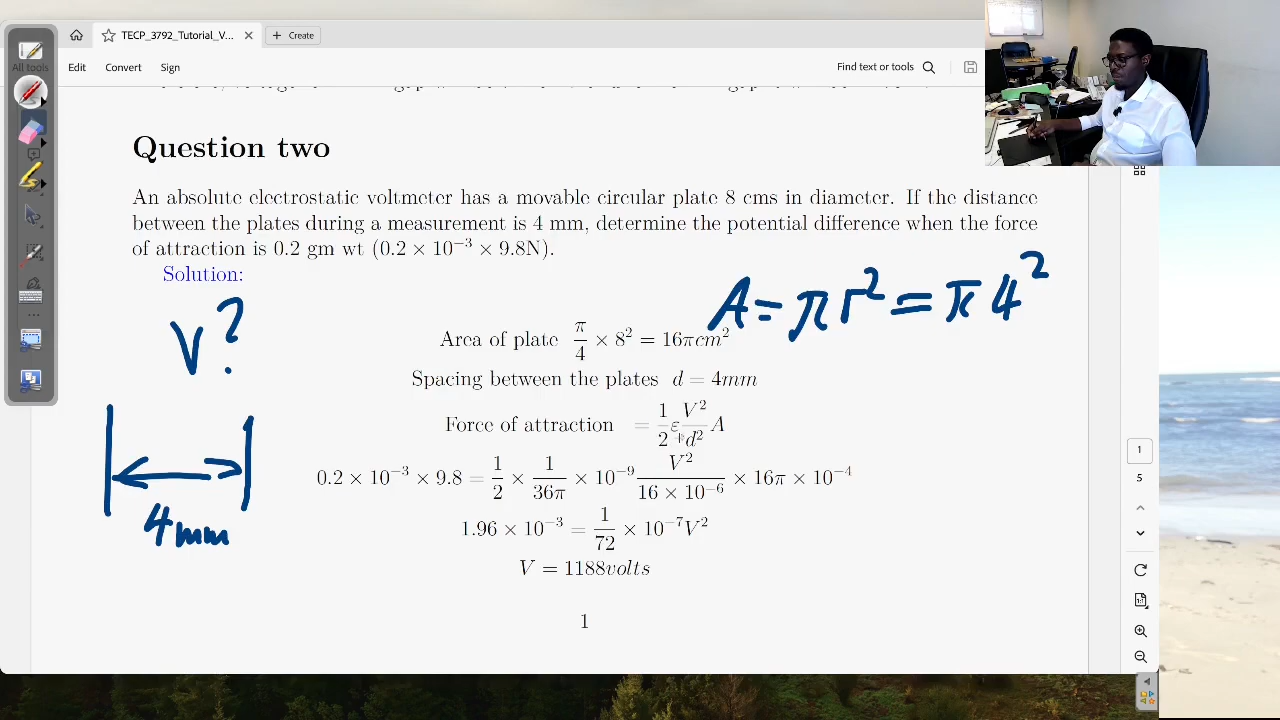 TECP_3792_Tutorial_V...
Create
All tools
Edit Convert Sign
Find text or tools
Question two
An absolute electrostatic voltmeter has a movable circular plate 8 cms in diameter. If the distance
between the plates during a measurement is 4 mm, determine the potential difference when the force
of attraction is 0.2 gm wt (0.2 × 10⁻³ × 9.8N).
Solution:
A = πr² = π4²
V?
Area of plate π/4 × 8² = 16πcm²
Spacing between the plates d = 4mm
Force of attraction = 1/2 ε V²/d² A
0.2 × 10⁻³ × 9.8 = 1/2 × 1/36π × 10⁻⁹ V²/16 × 10⁻⁶ × 16π × 10⁻⁴
4mm
1.96 × 10⁻³ = 1/72 × 10⁻⁷V²
V = 1188volts
1
1
5